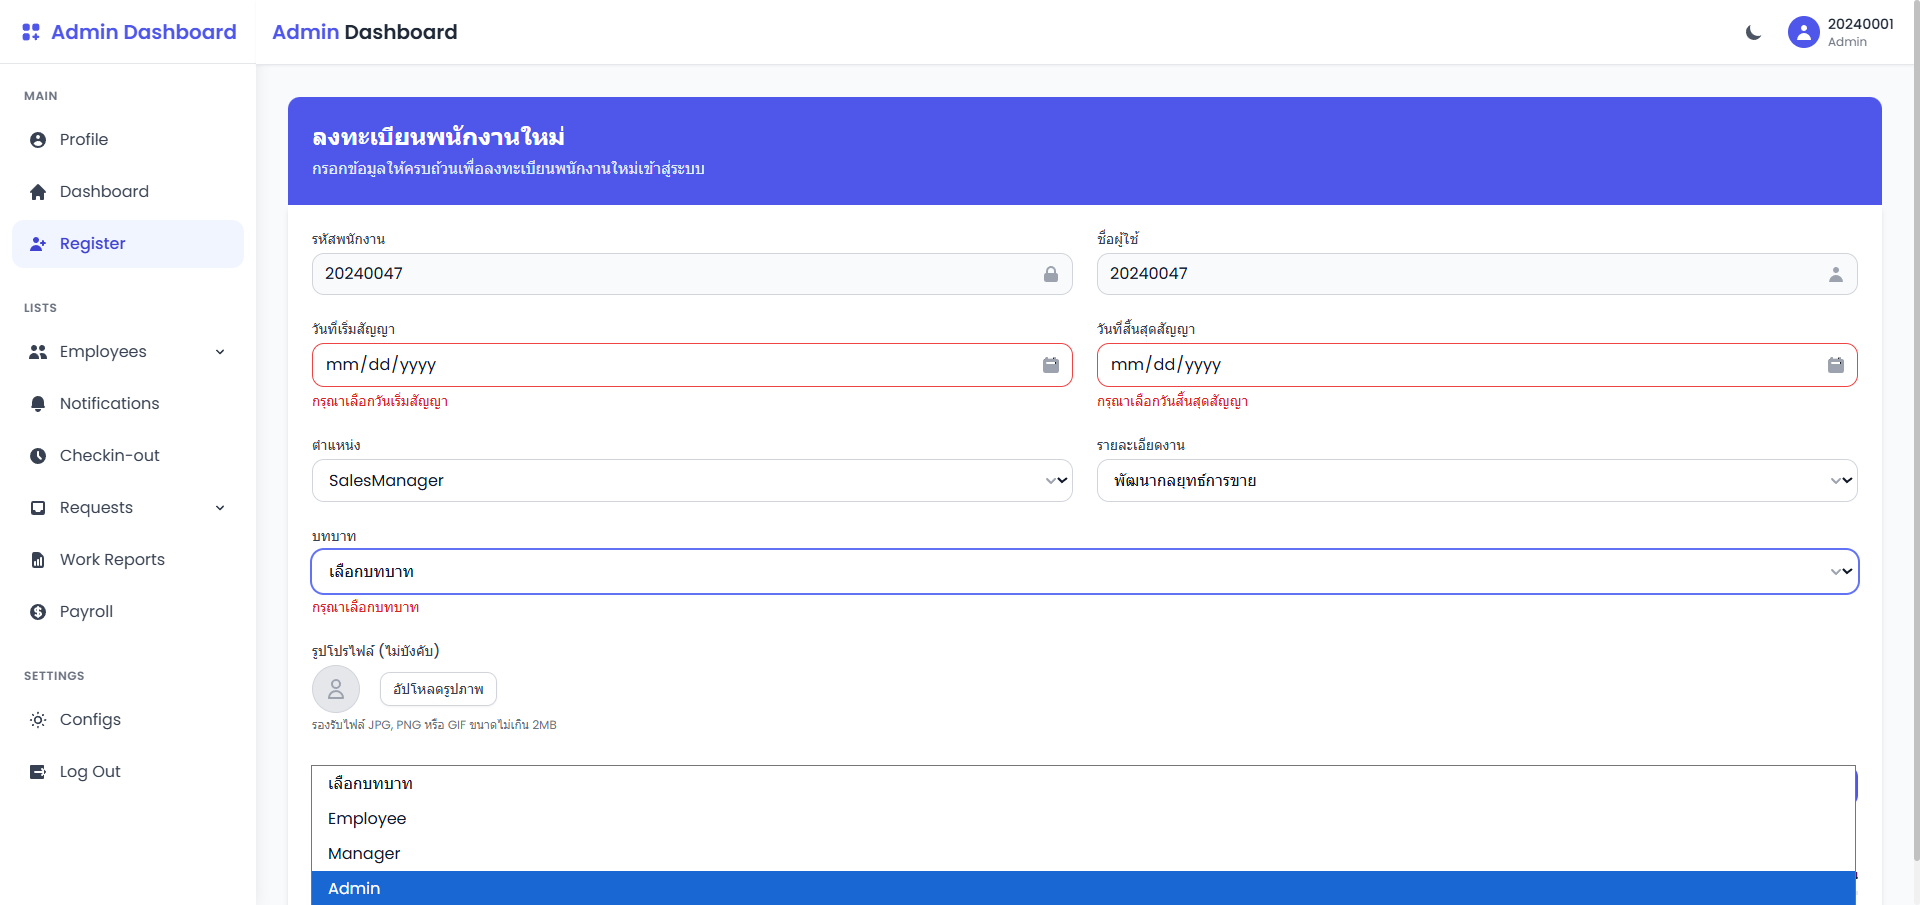 Admin Dashboard
Admin Dashboard
20240001
Admin
MAIN
Profile
Dashboard
Register
LISTS
Employees
Notifications
Checkin-out
Requests
Work Reports
Payroll
SETTINGS
Configs
Log Out
ลงทะเบียนพนักงานใหม่
กรอกข้อมูลให้ครบถ้วนเพื่อลงทะเบียนพนักงานใหม่เข้าสู่ระบบ
รหัสพนักงาน
ชื่อผู้ใช้
20240047
20240047
วันที่เริ่มสัญญา
วันที่สิ้นสุดสัญญา
mm/dd/yyyy
mm/dd/yyyy
กรุณาเลือกวันเริ่มสัญญา
กรุณาเลือกวันสิ้นสุดสัญญา
ตำแหน่ง
รายละเอียดงาน
SalesManager
พัฒนากลยุทธ์การขาย
บทบาท
เลือกบทบาท
กรุณาเลือกบทบาท
รูปโปรไฟล์ (ไม่บังคับ)
อัปโหลดรูปภาพ
รองรับไฟล์ JPG, PNG หรือ GIF ขนาดไม่เกิน 2MB
เลือกบทบาท
Employee
Manager
Admin